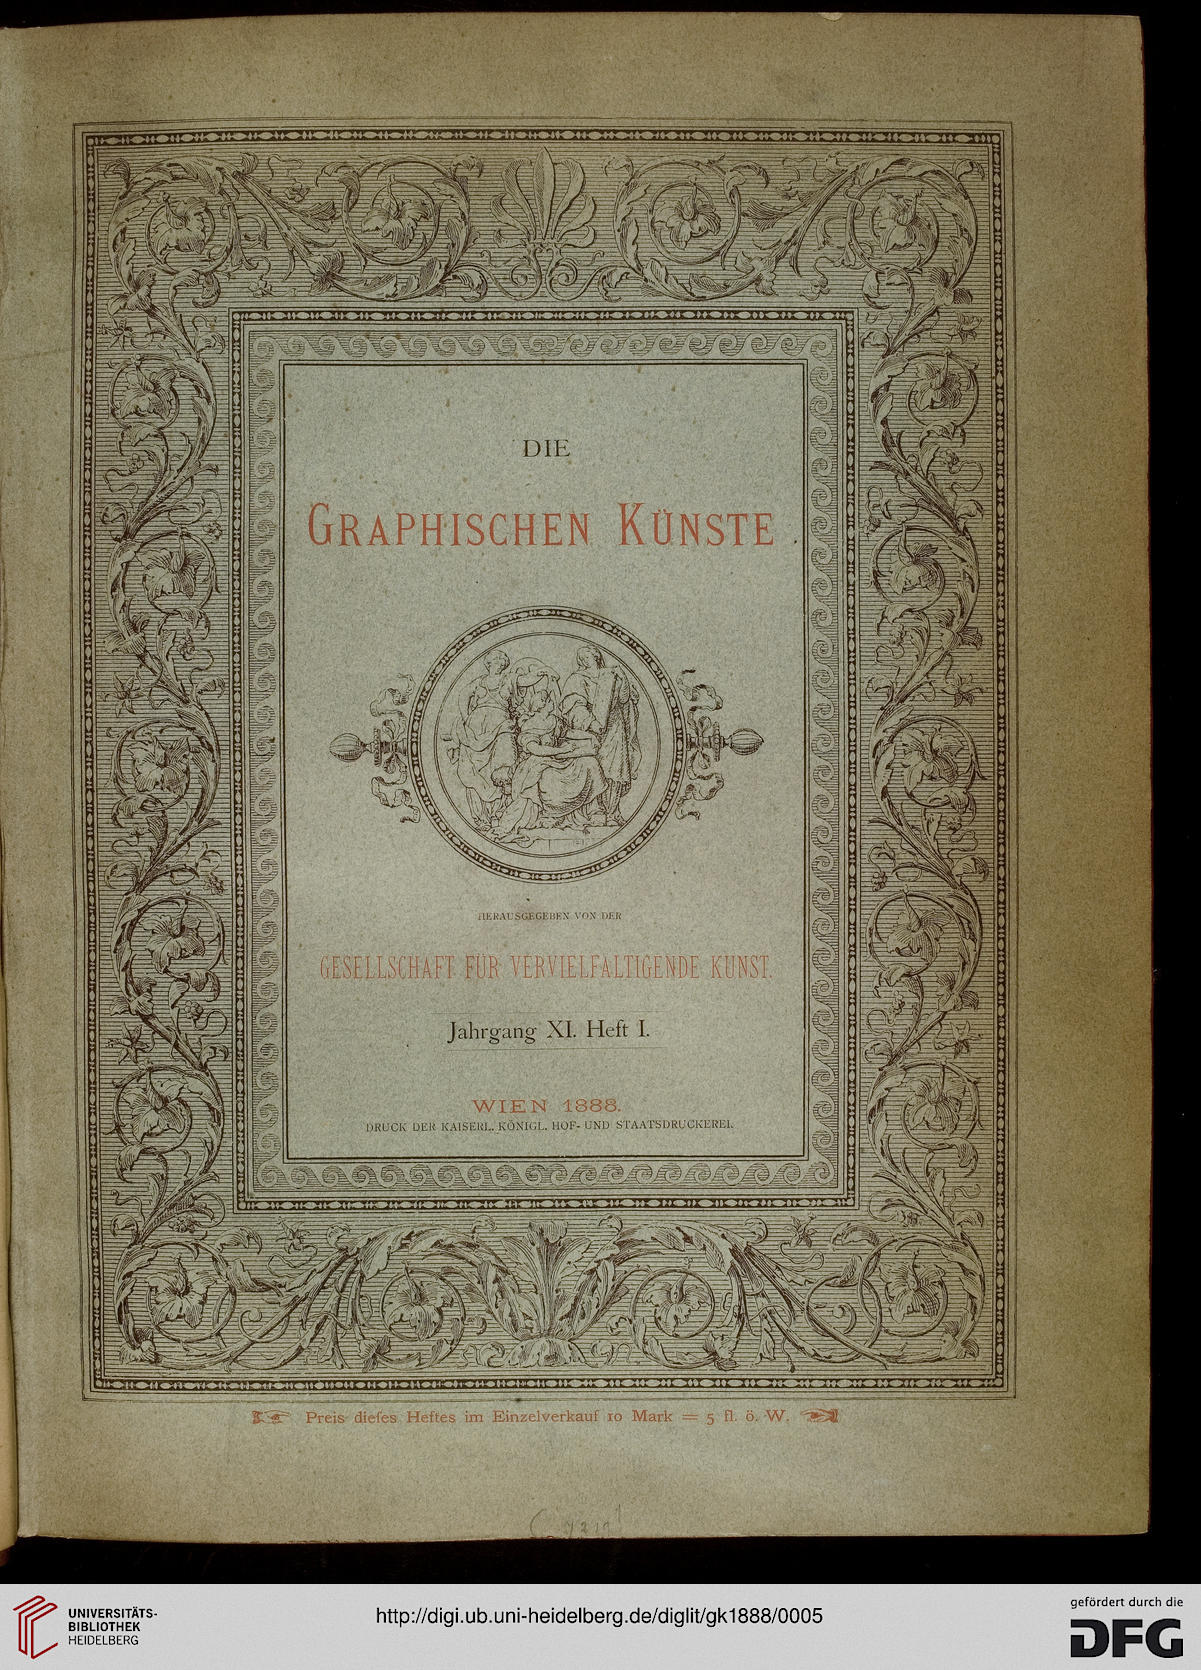 DIE
GRAPHISCHEN KÜNSTE
HERAUSGEGEBEN VON DER
GESELLSCHAFT FÜR VERVIELFÄLTIGENDE KUNST.
Jahrgang XI. Heft I.
WIEN 1888.
DRUCK DER KAISERL. KÖNIGL. HOF- UND STAATSDRUCKEREI.
Preis dieſes Heftes im Einzelverkauf 10 Mark = 5 fl. ö. W.
UNIVERSITÄTS-
BIBLIOTHEK
HEIDELBERG
http://digi.ub.uni-heidelberg.de/diglit/gk1888/0005
gefördert durch die
DFG